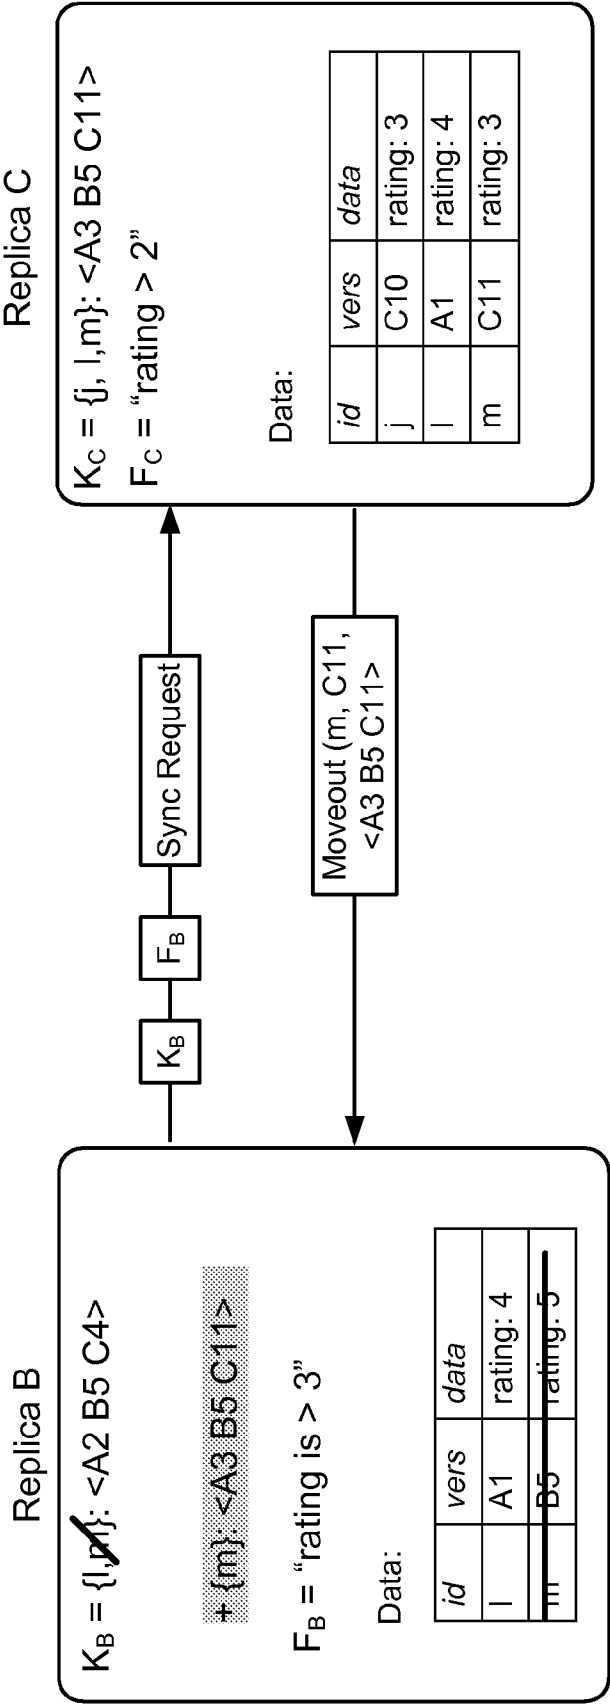 Replica B
K_B = {l,m}: <A2 B5 C4>
+ {m}: <A3 B5 C11>
F_B = “rating is > 3”
Data:
id vers data
l A1 rating: 4
m B5 rating: 5
K_B F_B Sync Request
Moveout (m, C11,
<A3 B5 C11>
Replica C
K_C = {j, l,m}: <A3 B5 C11>
F_C = “rating > 2”
Data:
id vers data
j C10 rating: 3
l A1 rating: 4
m C11 rating: 3